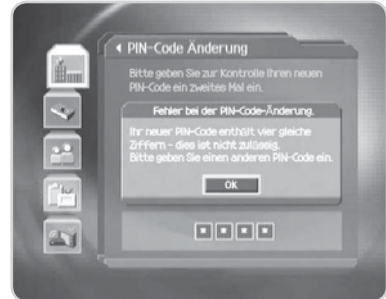 PIN-Code Änderung
Bitte geben Sie zur Kontrolle Ihren neuen
PIN-Code ein zweites Mal ein.
Fehler bei der PIN-Code-Änderung.
Ihr neuer PIN-Code enthält vier gleiche
Ziffern - dies ist nicht zulässig.
Bitte geben Sie einen anderen PIN-Code ein.
OK